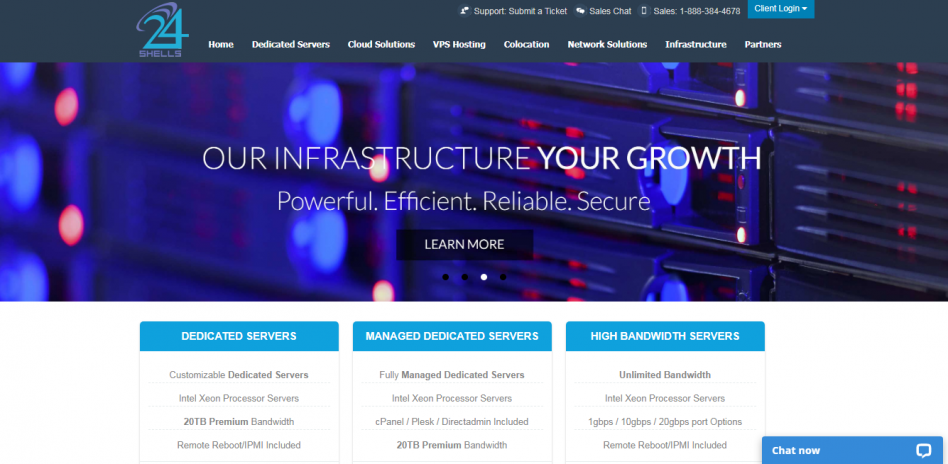 24
SHELLS
Support: Submit a Ticket Sales Chat Sales: 1-888-384-4678 Client Login
Home Dedicated Servers Cloud Solutions VPS Hosting Colocation Network Solutions Infrastructure Partners
OUR INFRASTRUCTURE YOUR GROWTH
Powerful. Efficient. Reliable. Secure
LEARN MORE
DEDICATED SERVERS
Customizable Dedicated Servers
Intel Xeon Processor Servers
20TB Premium Bandwidth
Remote Reboot/IPMI Included
MANAGED DEDICATED SERVERS
Fully Managed Dedicated Servers
Intel Xeon Processor Servers
cPanel / Plesk / Directadmin Included
20TB Premium Bandwidth
HIGH BANDWIDTH SERVERS
Unlimited Bandwidth
Intel Xeon Processor Servers
1gbps / 10gbps / 20gbps port Options
Remote Reboot/IPMI Included
Chat now